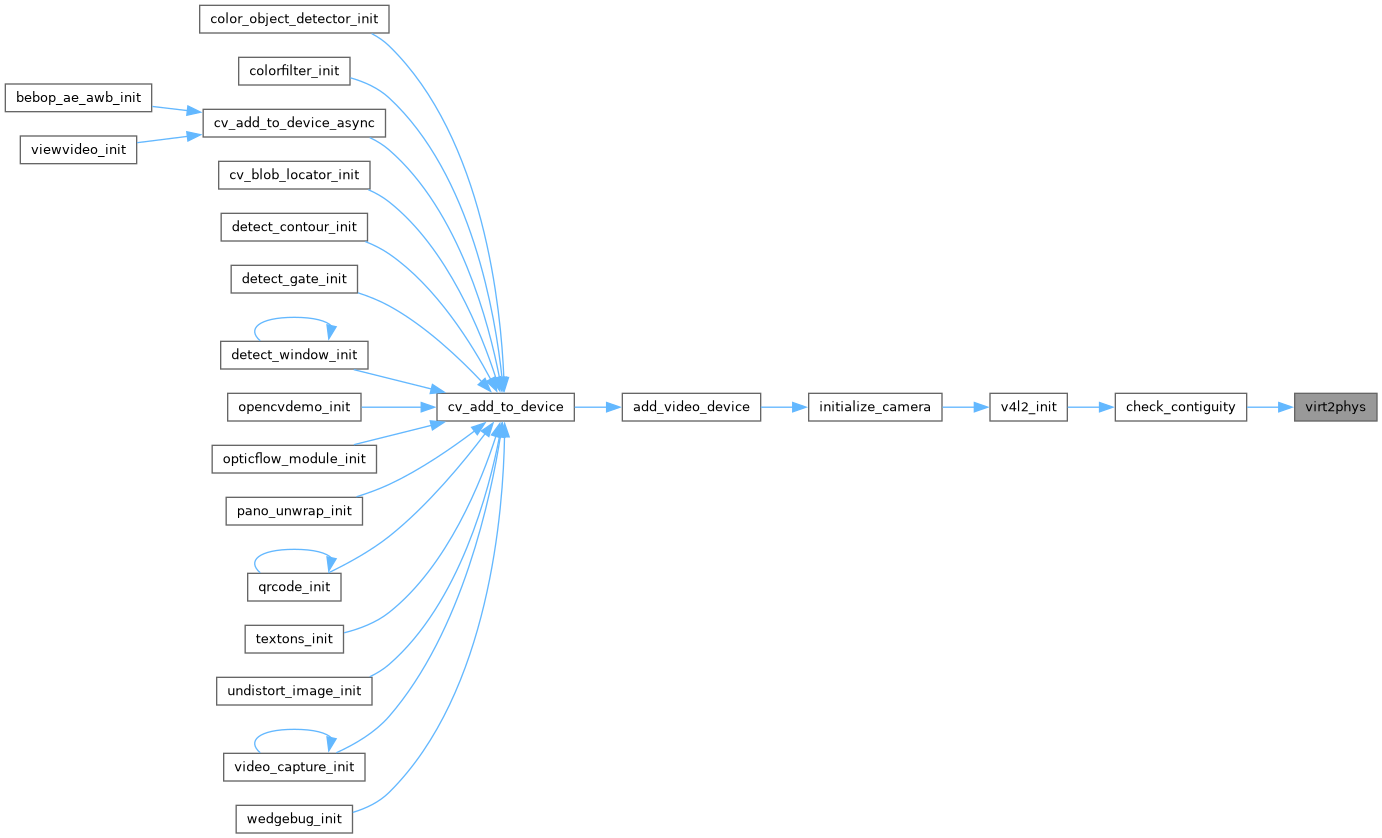 color_object_detector_init
colorfilter_init
bebop_ae_awb_init
cv_add_to_device_async
viewvideo_init
cv_blob_locator_init
detect_contour_init
detect_gate_init
detect_window_init
opencvdemo_init
cv_add_to_device
add_video_device
initialize_camera
v4l2_init
check_contiguity
virt2phys
opticflow_module_init
pano_unwrap_init
qrcode_init
textons_init
undistort_image_init
video_capture_init
wedgebug_init